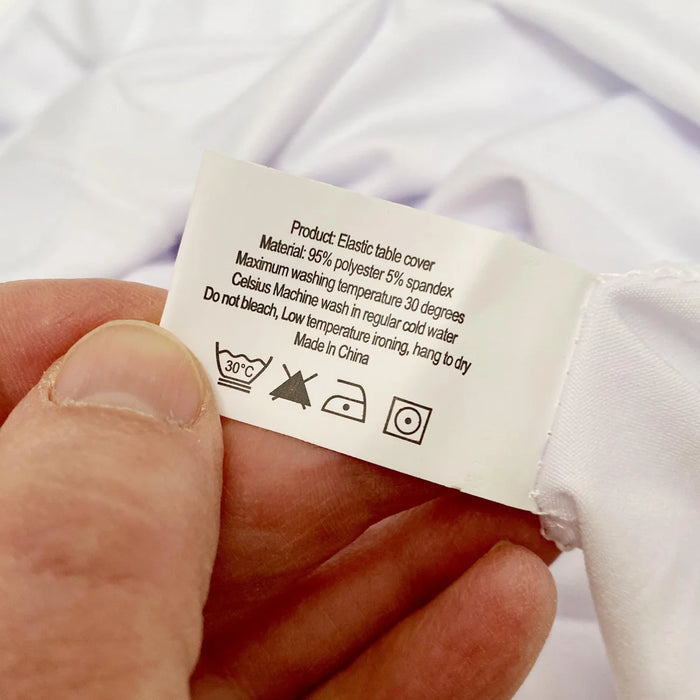 Product: Elastic table cover
Material: 95% polyester 5% spandex
Maximum washing temperature 30 degrees
Celsius Machine wash in regular cold water
Do not bleach, Low temperature ironing, hang to dry
Made In China
30°C